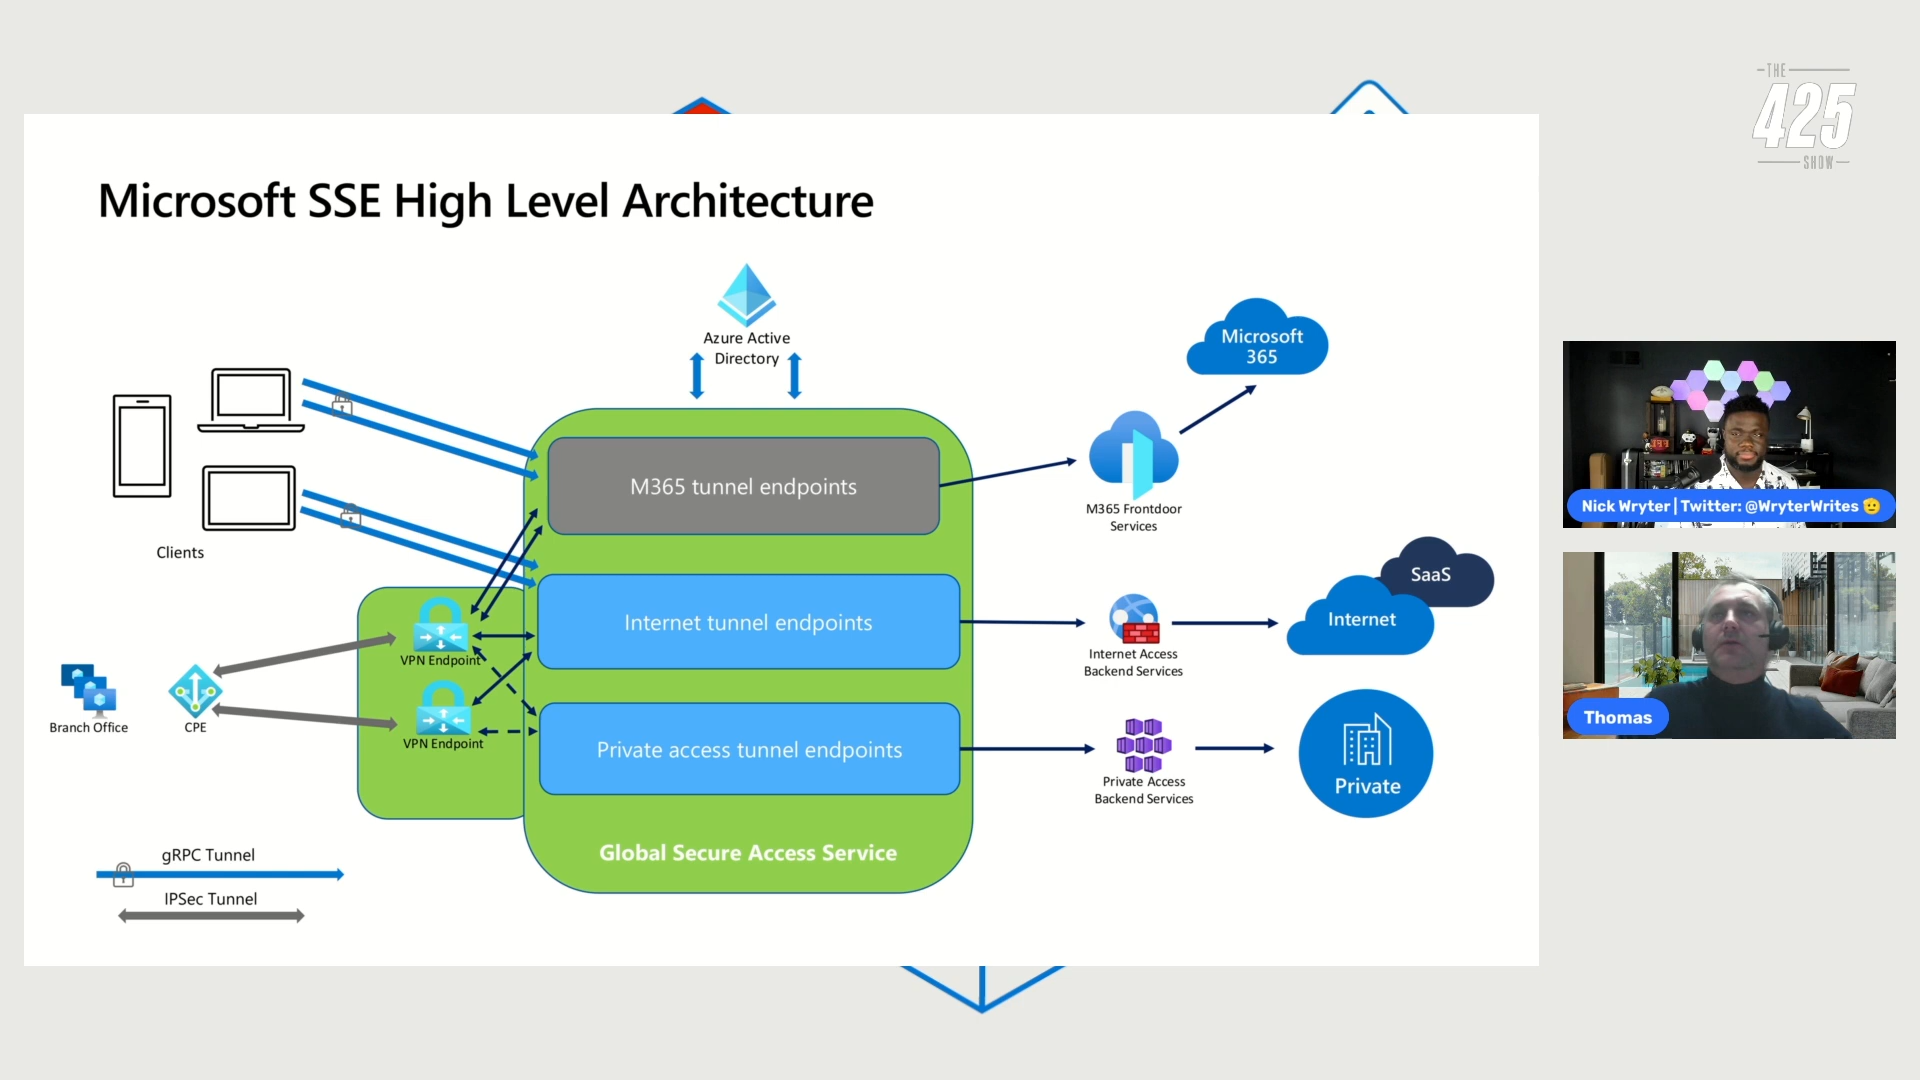 THE
425
SHOW
Microsoft SSE High Level Architecture
Azure Active
Directory
Microsoft
365
M365 tunnel endpoints
M365 Frontdoor
Services
Clients
SaaS
Internet
Internet tunnel endpoints
VPN Endpoint
Internet Access
Backend Services
Branch Office
CPE
VPN Endpoint
Private access tunnel endpoints
Private Access
Backend Services
Private
Global Secure Access Service
gRPC Tunnel
IPSec Tunnel
Nick Wryter | Twitter: @WryterWrites 🫡
Thomas